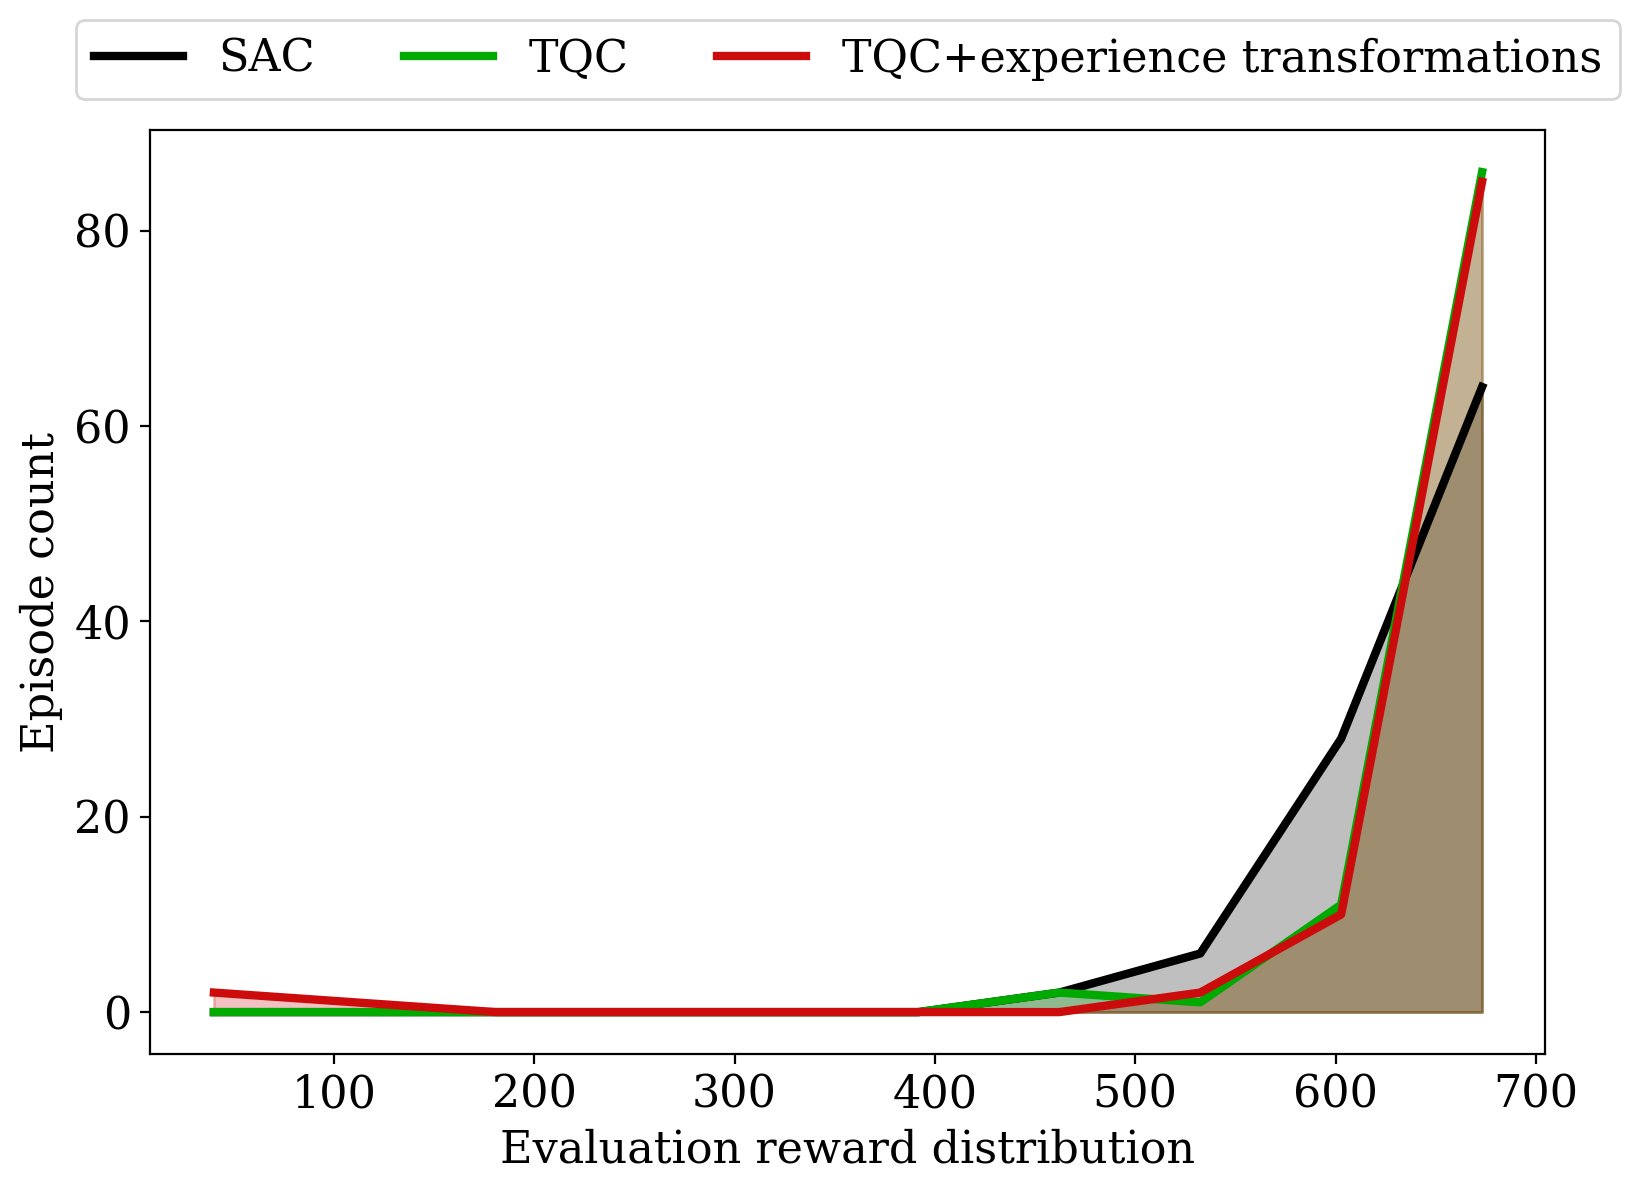 SAC TQC TQC+experience transformations
Episode count
80
60
40
20
0
100 200 300 400 500 600 700
Evaluation reward distribution